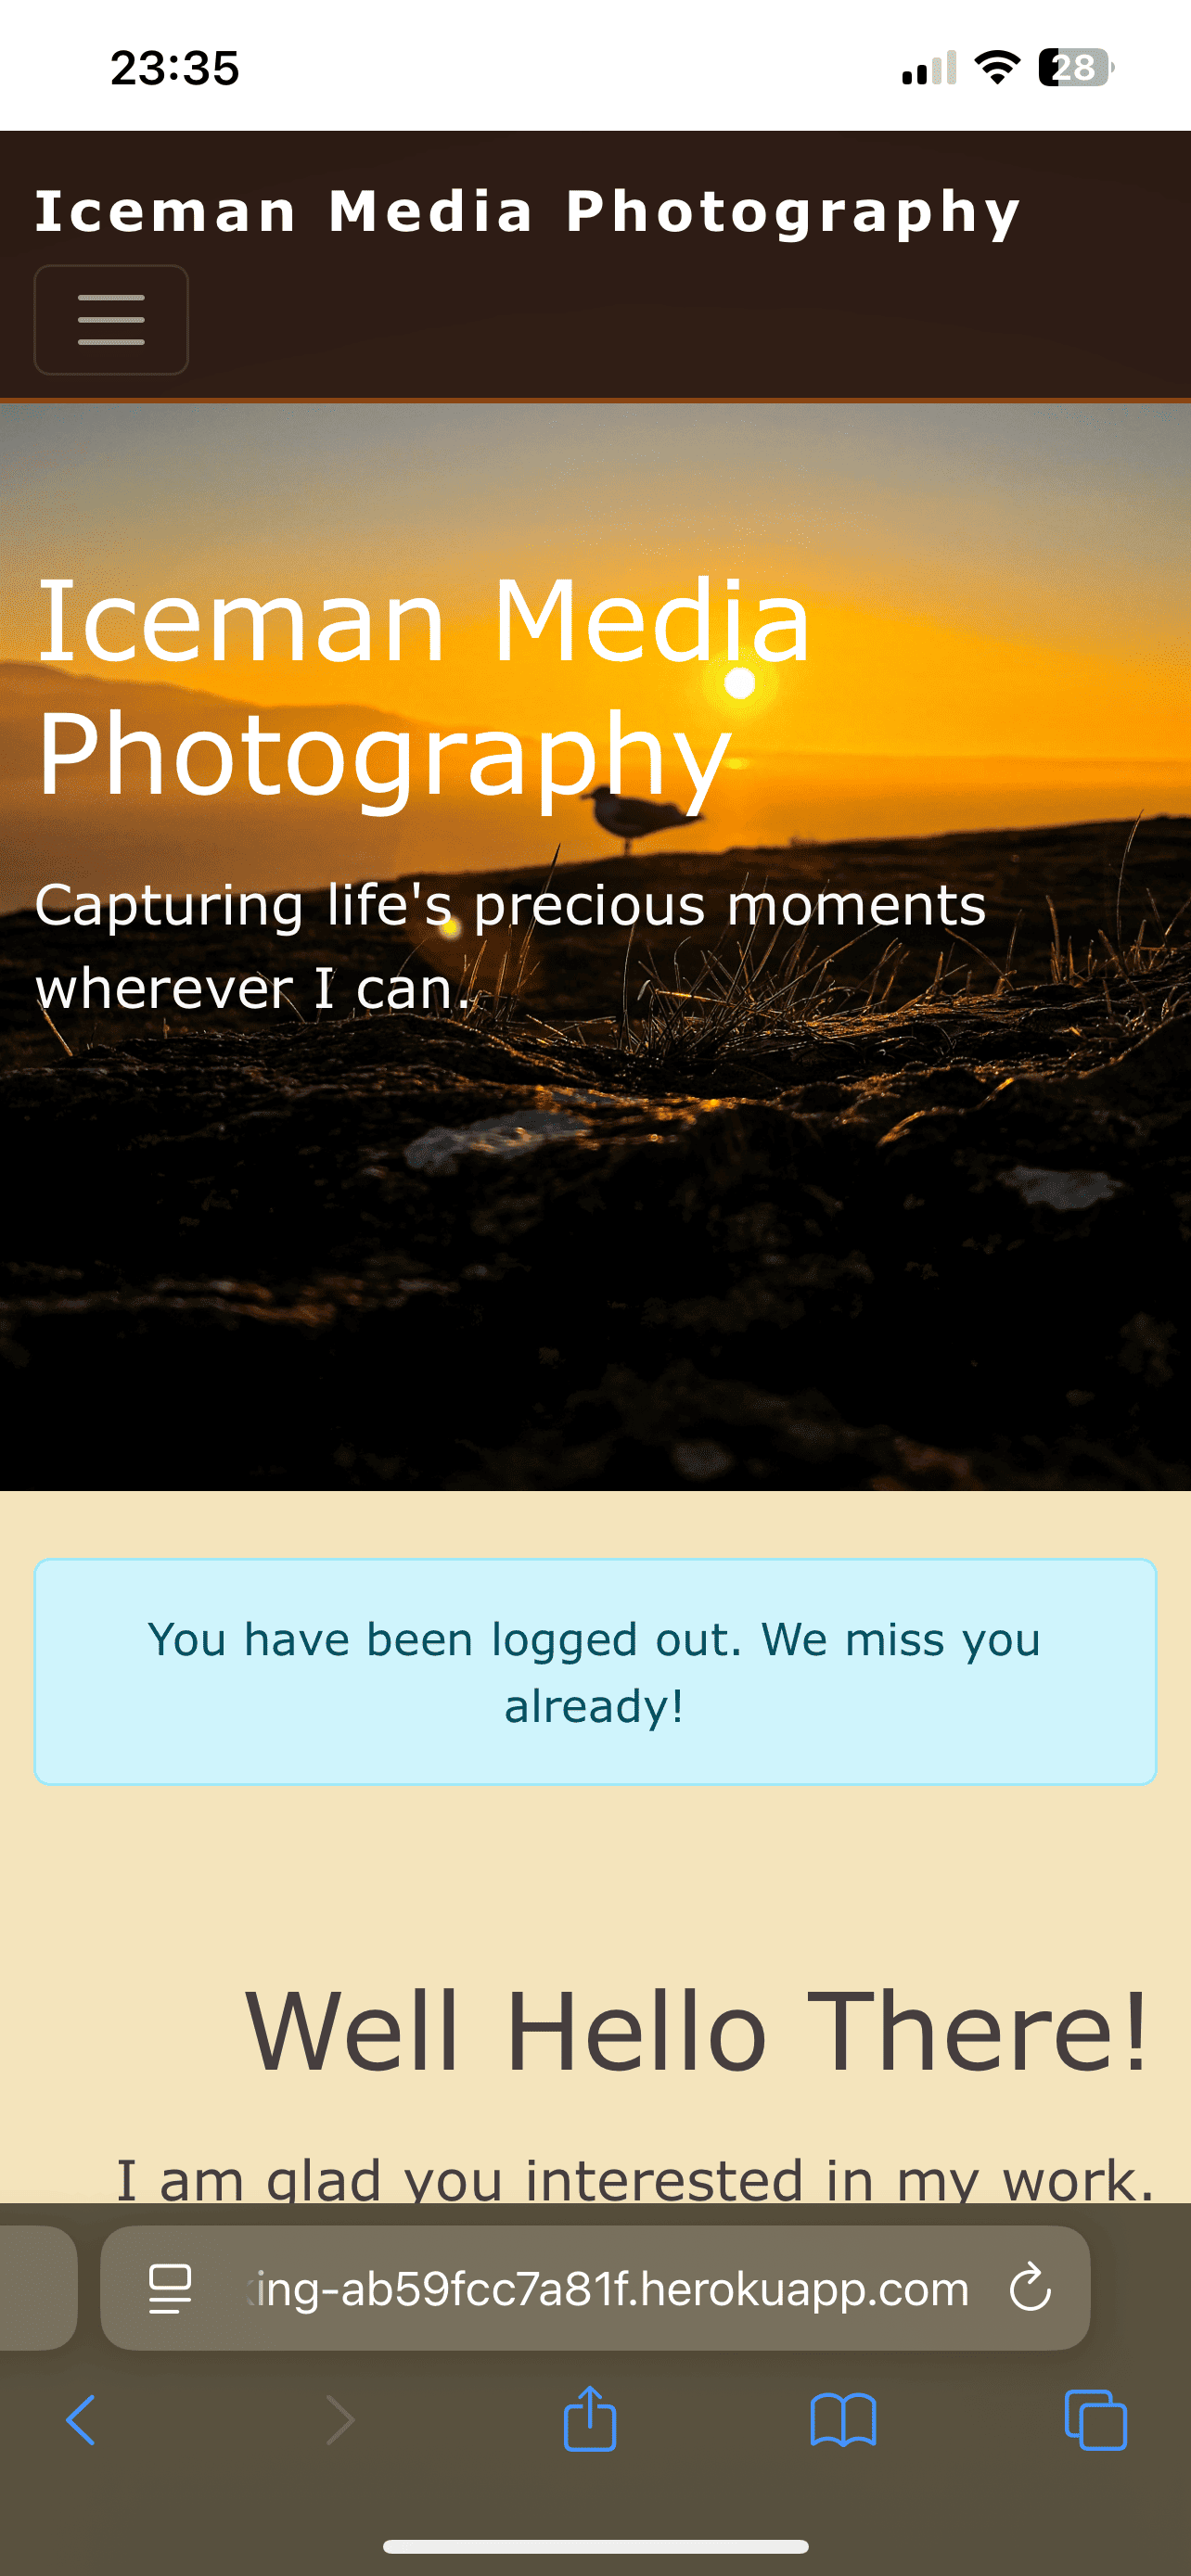 23:35
28
Iceman Media Photography
Iceman Media
Photography
Capturing life's precious moments
wherever I can.
You have been logged out. We miss you
already!
Well Hello There!
I am glad you interested in my work.
ing-ab59fcc7a81f.herokuapp.com